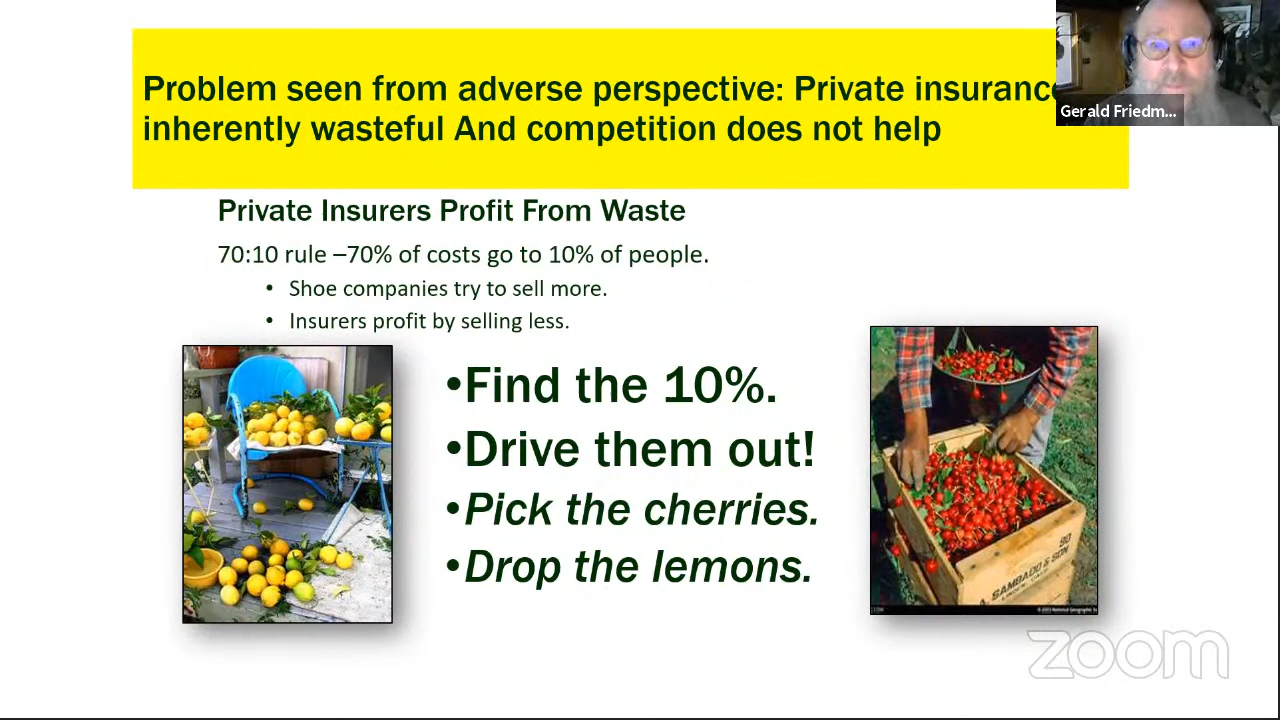 Problem seen from adverse perspective: Private insurance
inherently wasteful And competition does not help
Gerald Friedm...
Private Insurers Profit From Waste
70:10 rule –70% of costs go to 10% of people.
• Shoe companies try to sell more.
• Insurers profit by selling less.
•Find the 10%.
•Drive them out!
•Pick the cherries.
•Drop the lemons.
90
A. SAMBADO & SON
zoom